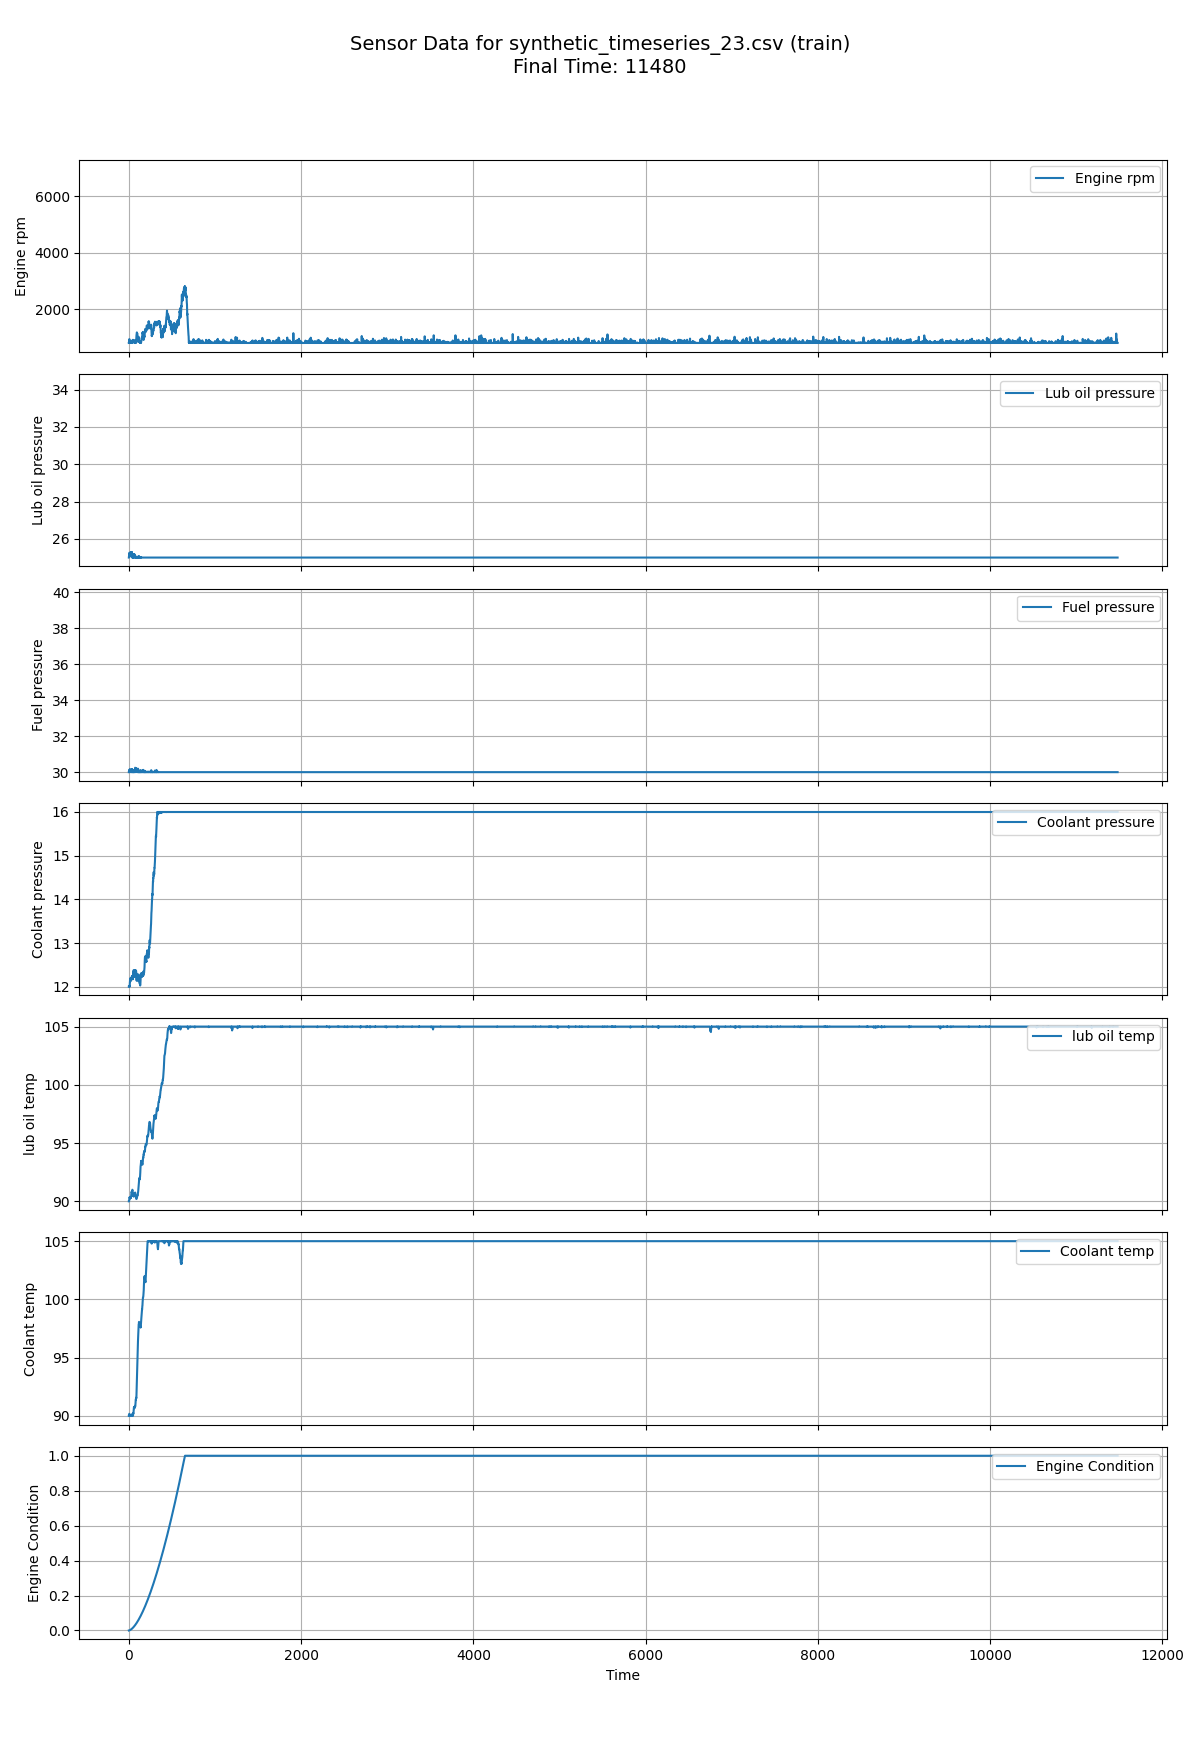 Sensor Data for synthetic_timeseries_23.csv (train)
Final Time: 11480
Engine rpm
6000
4000
2000
Engine rpm
Lub oil pressure
34
32
30
28
26
Lub oil pressure
Fuel pressure
40
38
36
34
32
30
Fuel pressure
Coolant pressure
16
15
14
13
12
Coolant pressure
lub oil temp
105
100
95
90
lub oil temp
Coolant temp
105
100
95
90
Coolant temp
Engine Condition
1.0
0.8
0.6
0.4
0.2
0.0
Engine Condition
0 2000 4000 6000 8000 10000 12000
Time